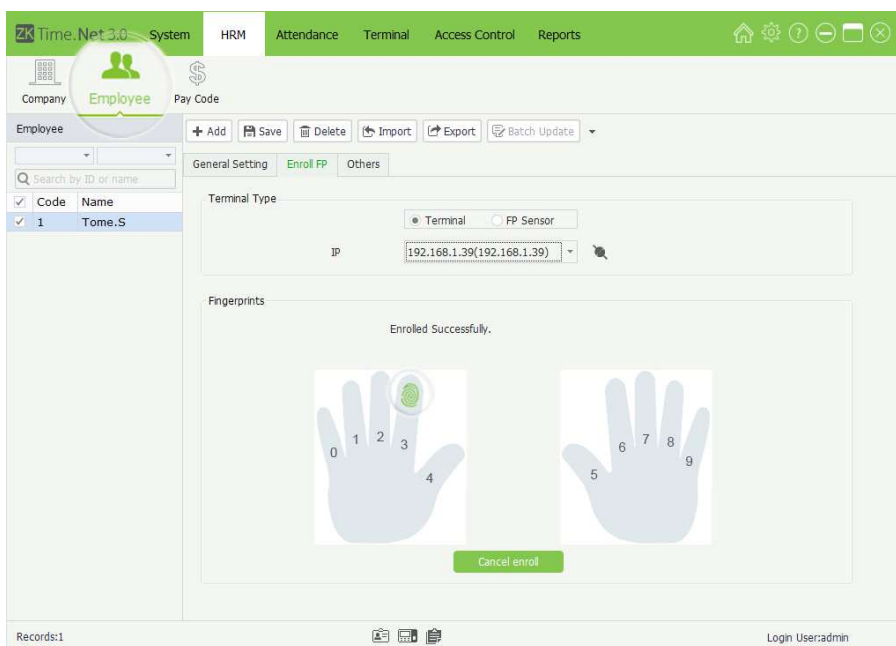 ZK Time.Net 3.0 System HRM Attendance Terminal Access Control Reports
Company Employee Pay Code
Employee
Add Save Delete Import Export Batch Update
General Setting Enroll FP Others
Search by ID or name
Code Name
1 Tome.S
Terminal Type
Terminal FP Sensor
IP 192.168.1.39(192.168.1.39)
Fingerprints
Enrolled Successfully.
0 1 2 3 4
5 6 7 8 9
Cancel enroll
Records:1 Login User:admin